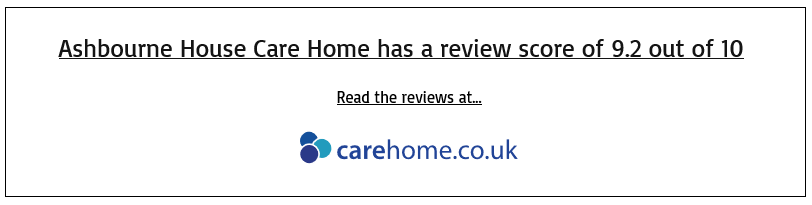 Ashbourne House Care Home has a review score of 9.2 out of 10
Read the reviews at...
carehome.co.uk